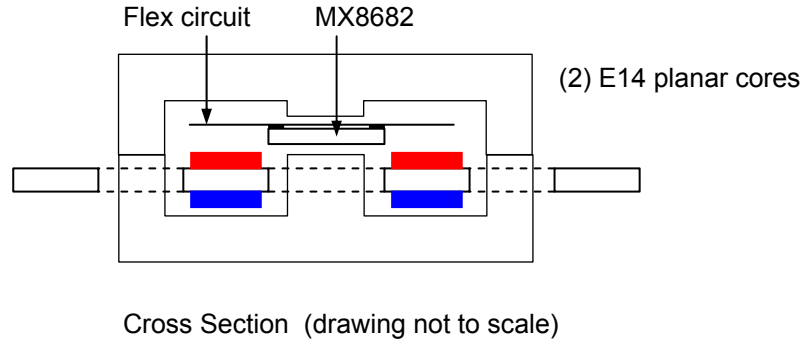 Flex circuit
MX8682
(2) E14 planar cores
Cross Section (drawing not to scale)